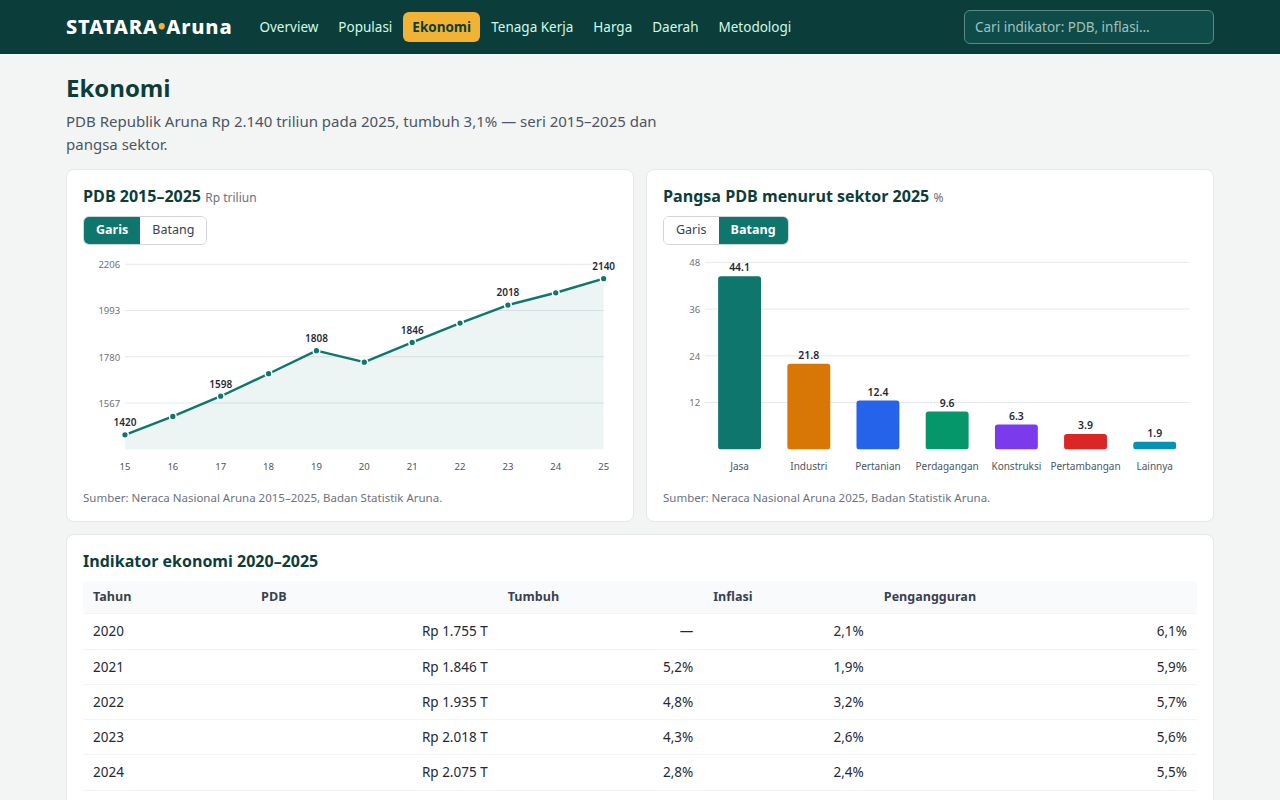 STATARA•Aruna
Overview
Populasi
Ekonomi
Tenaga Kerja
Harga
Daerah
Metodologi
Cari indikator: PDB, inflasi...
Ekonomi
PDB Republik Aruna Rp 2.140 triliun pada 2025, tumbuh 3,1% — seri 2015–2025 dan
pangsa sektor.
PDB 2015–2025 Rp triliun
Garis Batang
2206
1993
1780
1567
1420
1598
1808
1846
2018
2140
15 16 17 18 19 20 21 22 23 24 25
Sumber: Neraca Nasional Aruna 2015–2025, Badan Statistik Aruna.
Pangsa PDB menurut sektor 2025 %
Garis Batang
48
36
24
12
44.1
21.8
12.4
9.6
6.3
3.9
1.9
Jasa Industri Pertanian Perdagangan Konstruksi Pertambangan Lainnya
Sumber: Neraca Nasional Aruna 2025, Badan Statistik Aruna.
Indikator ekonomi 2020–2025
Tahun PDB Tumbuh Inflasi Pengangguran
2020 Rp 1.755 T — 2,1% 6,1%
2021 Rp 1.846 T 5,2% 1,9% 5,9%
2022 Rp 1.935 T 4,8% 3,2% 5,7%
2023 Rp 2.018 T 4,3% 2,6% 5,6%
2024 Rp 2.075 T 2,8% 2,4% 5,5%